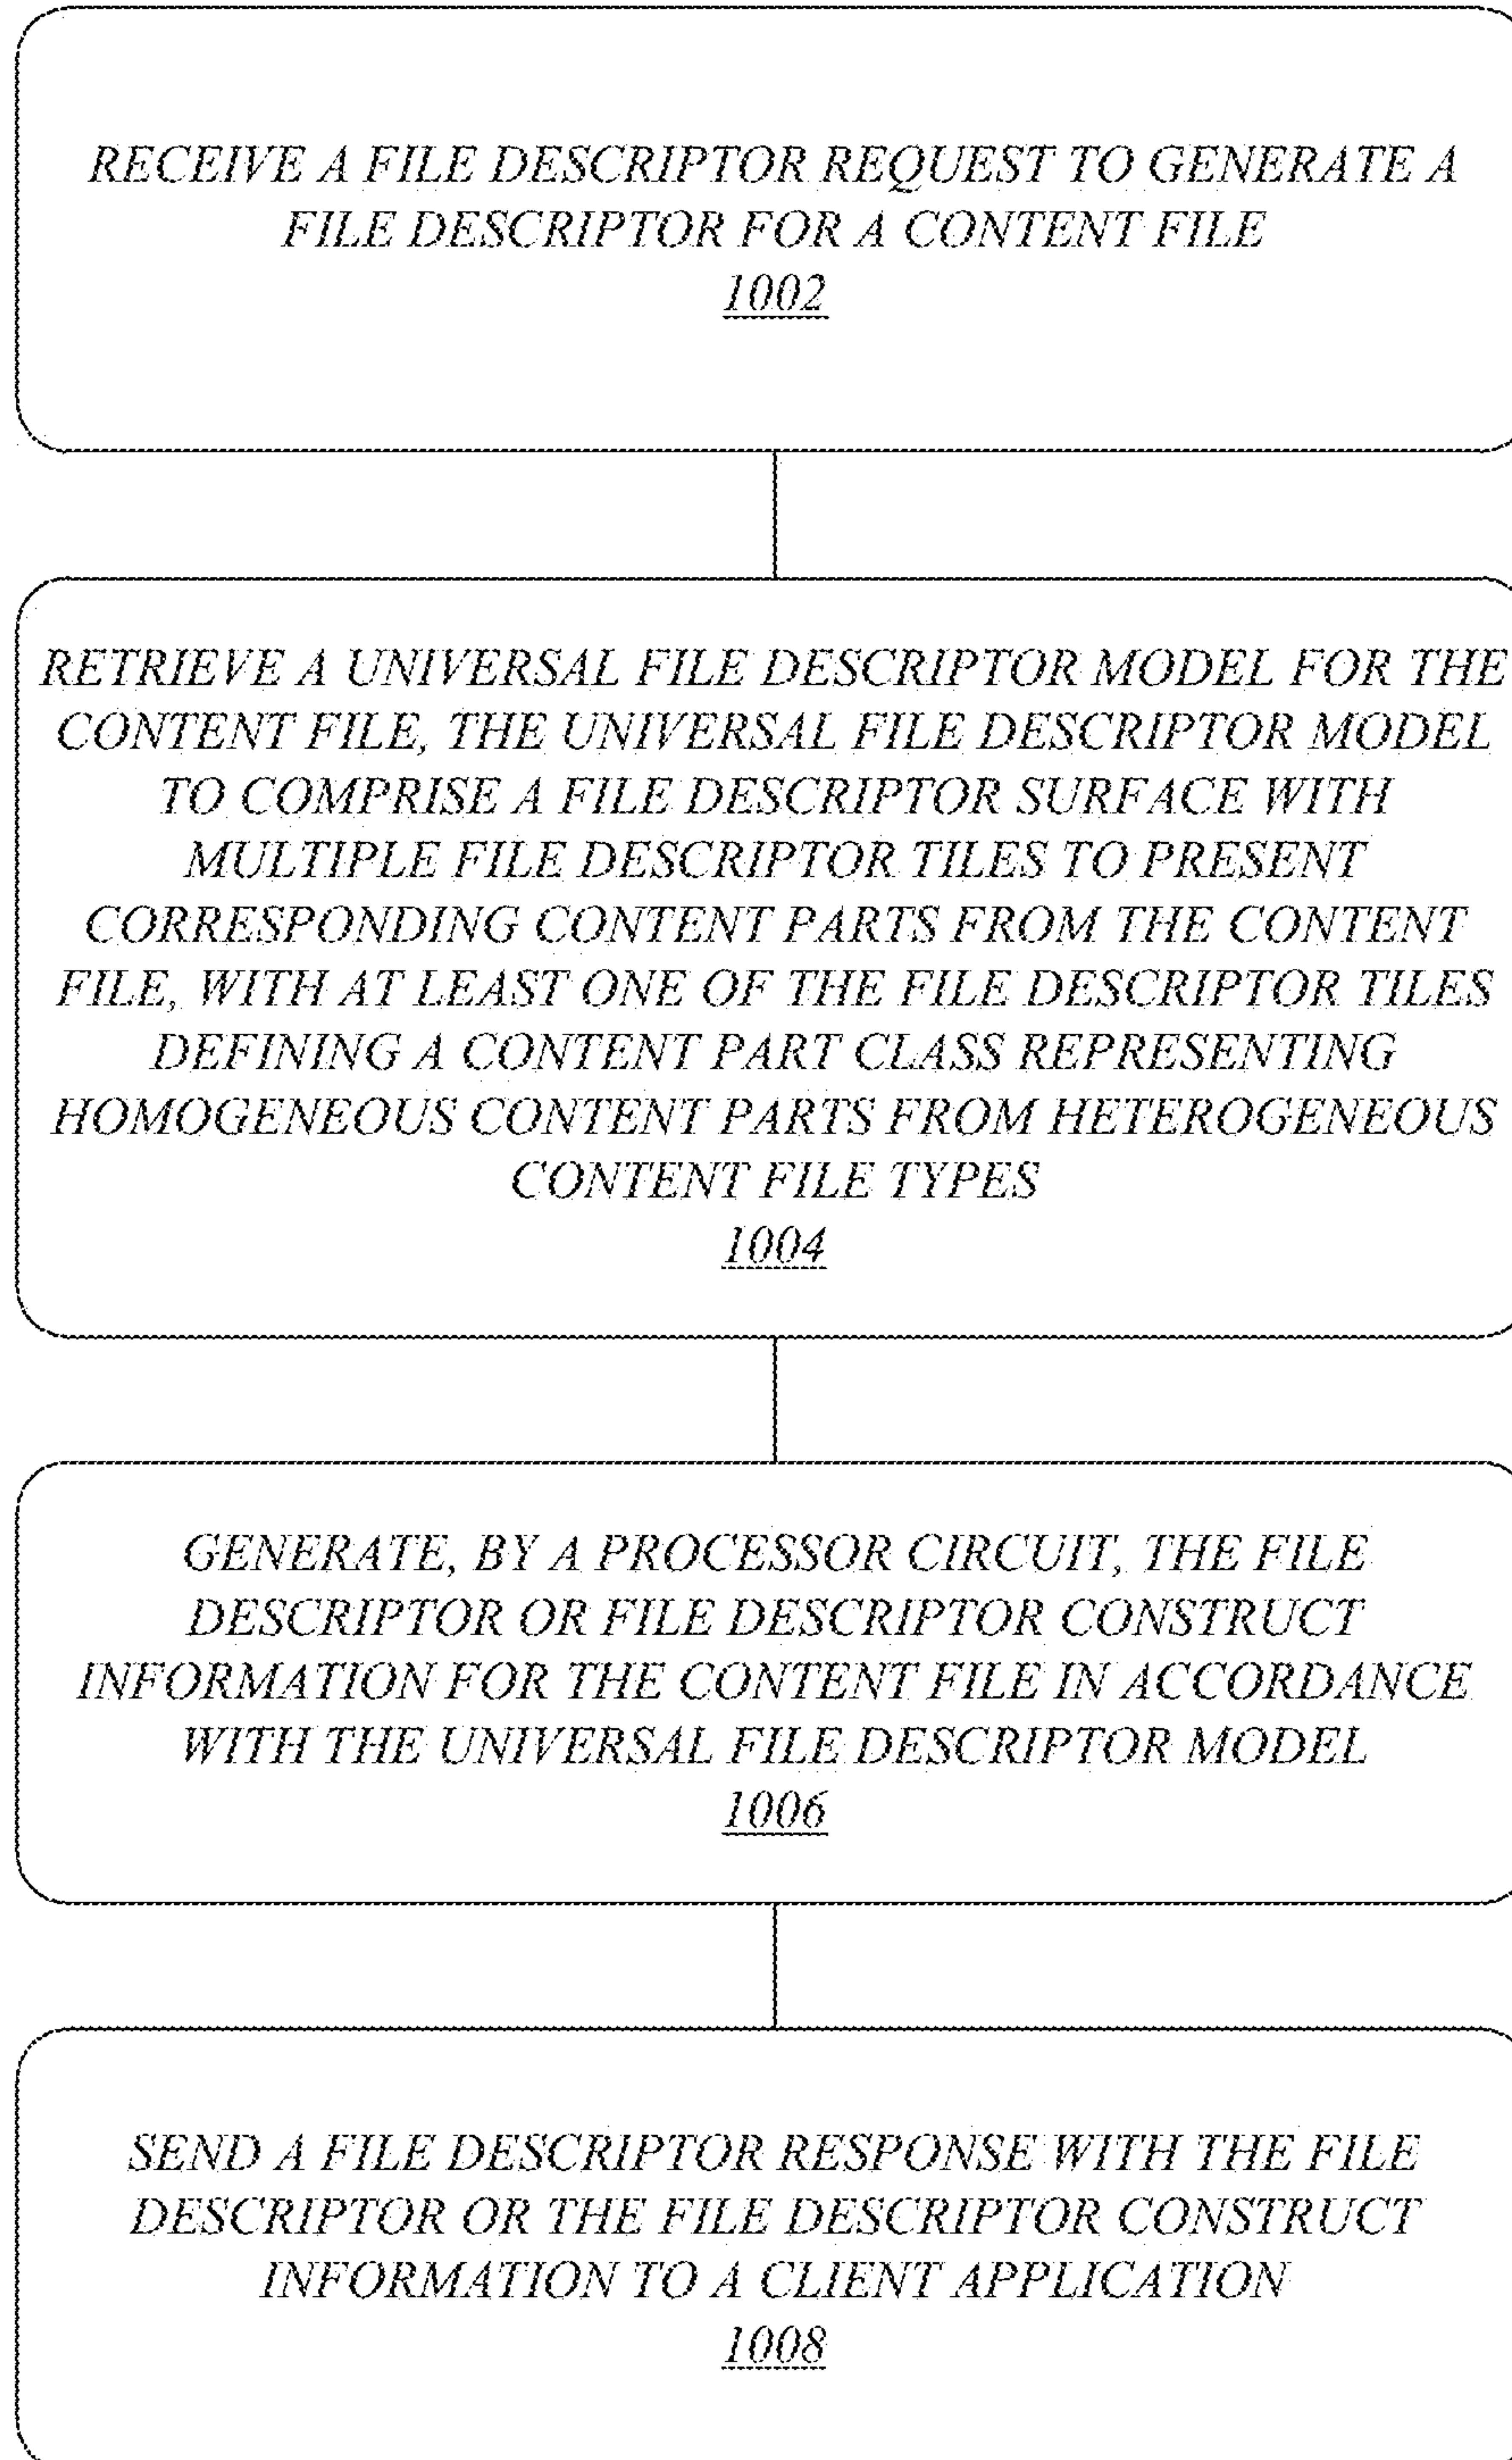 RECEIVE A FILE DESCRIPTOR REQUEST TO GENERATE A
FILE DESCRIPTOR FOR A CONTENT FILE
1002
RETRIEVE A UNIVERSAL FILE DESCRIPTOR MODEL FOR THE
CONTENT FILE, THE UNIVERSAL FILE DESCRIPTOR MODEL
TO COMPRISE A FILE DESCRIPTOR SURFACE WITH
MULTIPLE FILE DESCRIPTOR TILES TO PRESENT
CORRESPONDING CONTENT PARTS FROM THE CONTENT
FILE, WITH AT LEAST ONE OF THE FILE DESCRIPTOR TILES
DEFINING A CONTENT PART CLASS REPRESENTING
HOMOGENEOUS CONTENT PARTS FROM HETEROGENEOUS
CONTENT FILE TYPES
1004
GENERATE, BY A PROCESSOR CIRCUIT, THE FILE
DESCRIPTOR OR FILE DESCRIPTOR CONSTRUCT
INFORMATION FOR THE CONTENT FILE IN ACCORDANCE
WITH THE UNIVERSAL FILE DESCRIPTOR MODEL
1006
SEND A FILE DESCRIPTOR RESPONSE WITH THE FILE
DESCRIPTOR OR THE FILE DESCRIPTOR CONSTRUCT
INFORMATION TO A CLIENT APPLICATION
1008